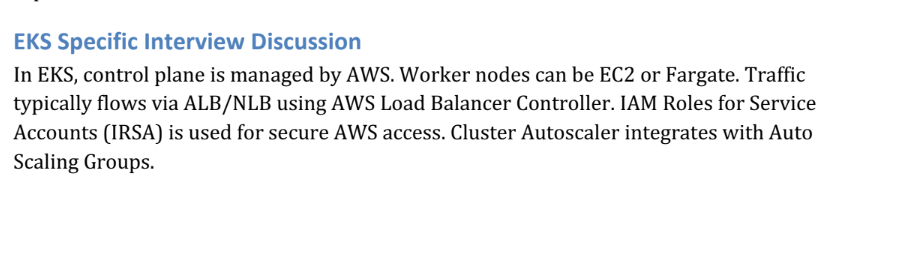 EKS Specific Interview Discussion
In EKS, control plane is managed by AWS. Worker nodes can be EC2 or Fargate. Traffic
typically flows via ALB/NLB using AWS Load Balancer Controller. IAM Roles for Service
Accounts (IRSA) is used for secure AWS access. Cluster Autoscaler integrates with Auto
Scaling Groups.